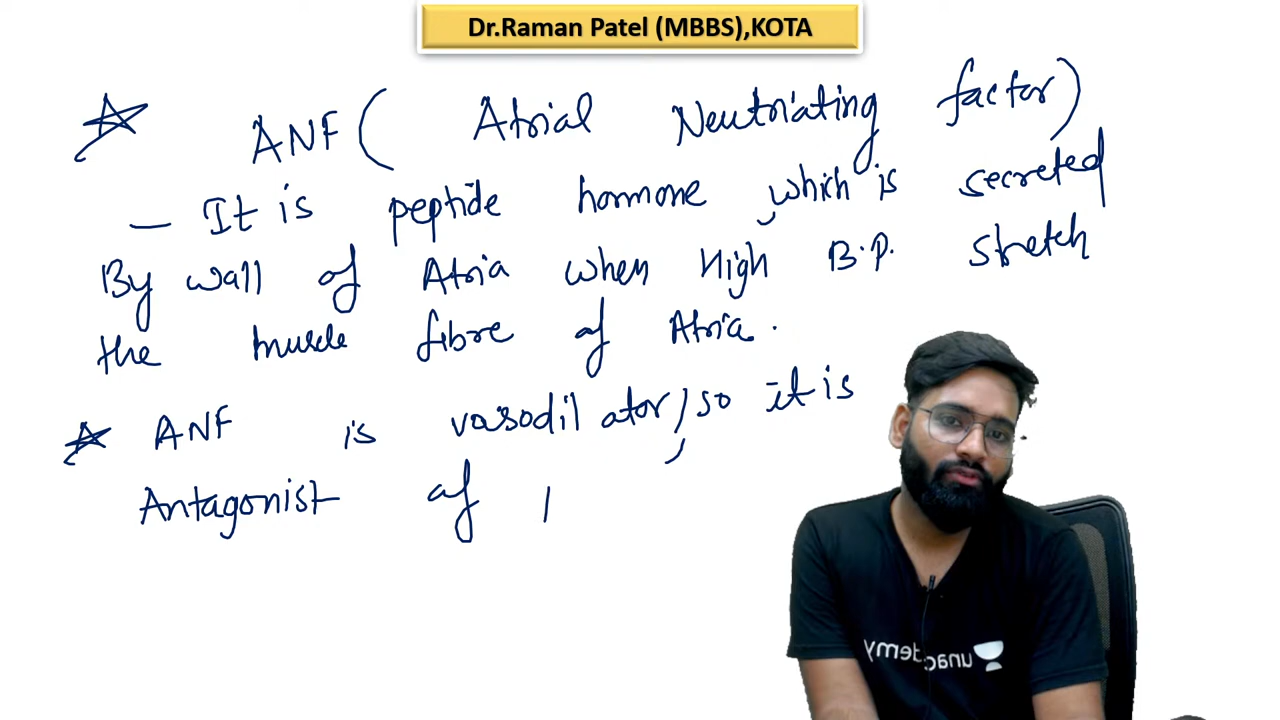 Dr.Raman Patel (MBBS),KOTA
ANF ( Atrial Neutriating factor)
— It is peptide hormone, which is secreted
By wall of Atria when High B.P. stretch
the muscle fibre of Atria.
ANF is vasodilator, so it is
Antagonist of
unacademy